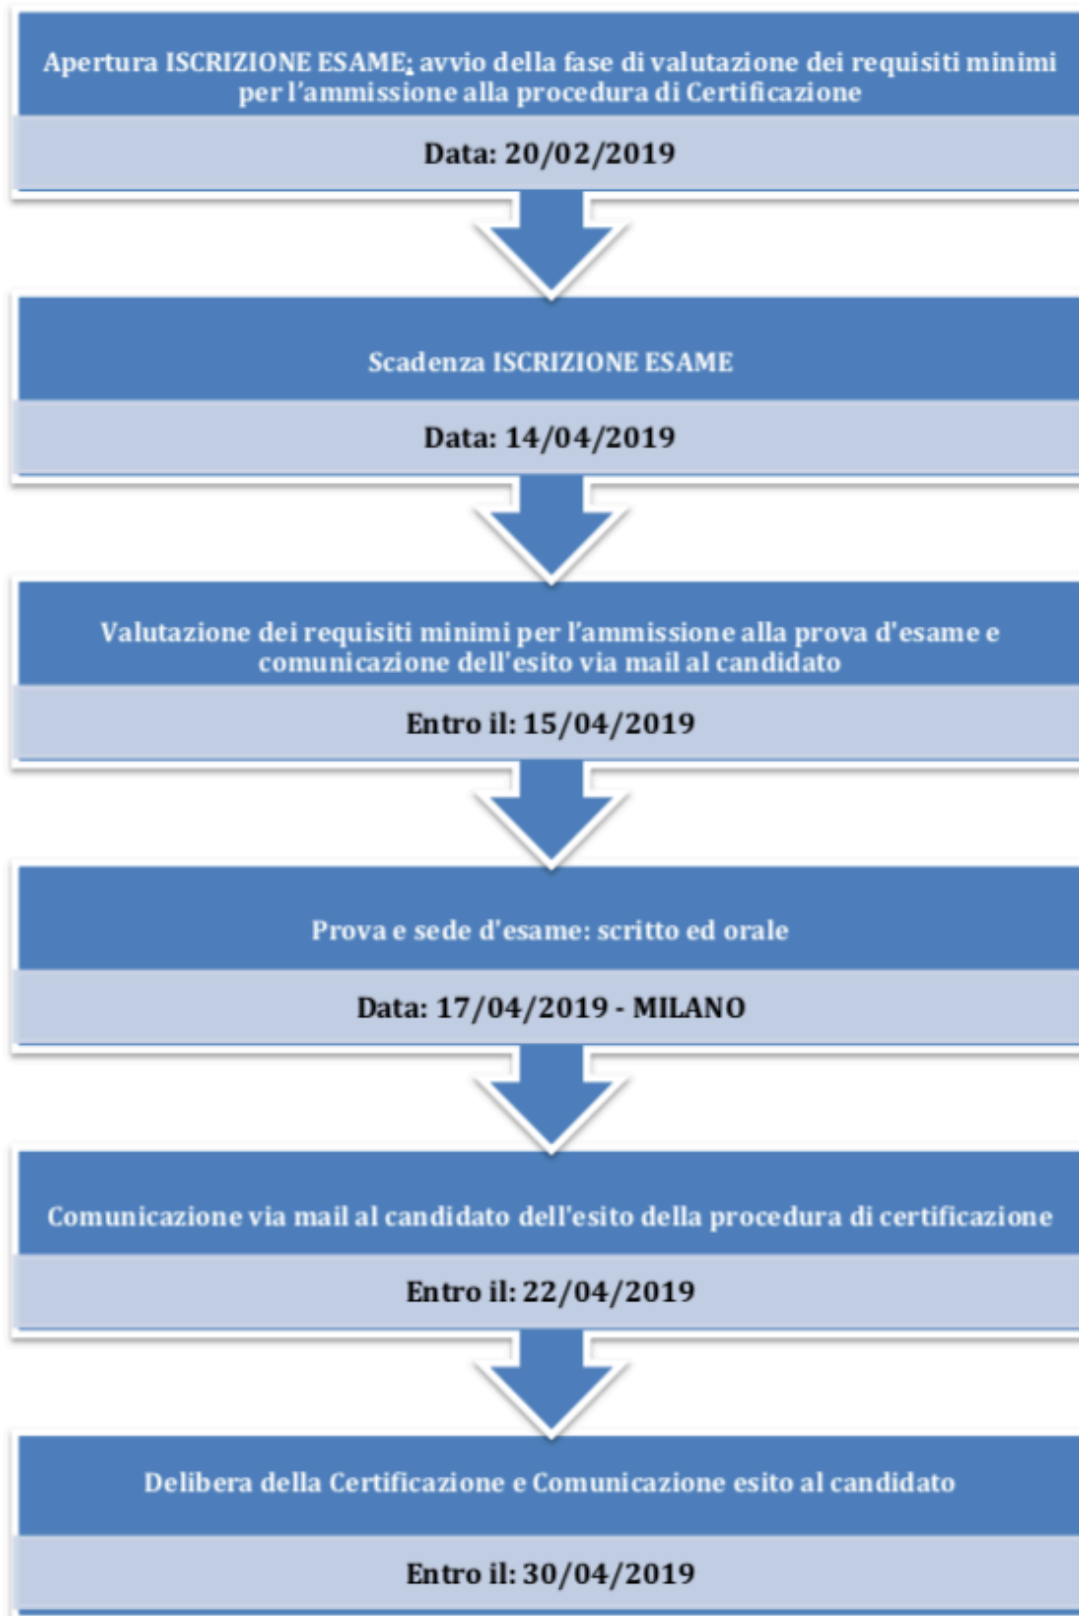 Apertura ISCRIZIONE ESAME: avvio della fase di valutazione dei requisiti minimi
per l'ammissione alla procedura di Certificazione
Data: 20/02/2019
Scadenza ISCRIZIONE ESAME
Data: 14/04/2019
Valutazione dei requisiti minimi per l'ammissione alla prova d'esame e
comunicazione dell'esito via mail al candidato
Entro il: 15/04/2019
Prova e sede d'esame: scritto ed orale
Data: 17/04/2019 - MILANO
Comunicazione via mail al candidato dell'esito della procedura di certificazione
Entro il: 22/04/2019
Delibera della Certificazione e Comunicazione esito al candidato
Entro il: 30/04/2019